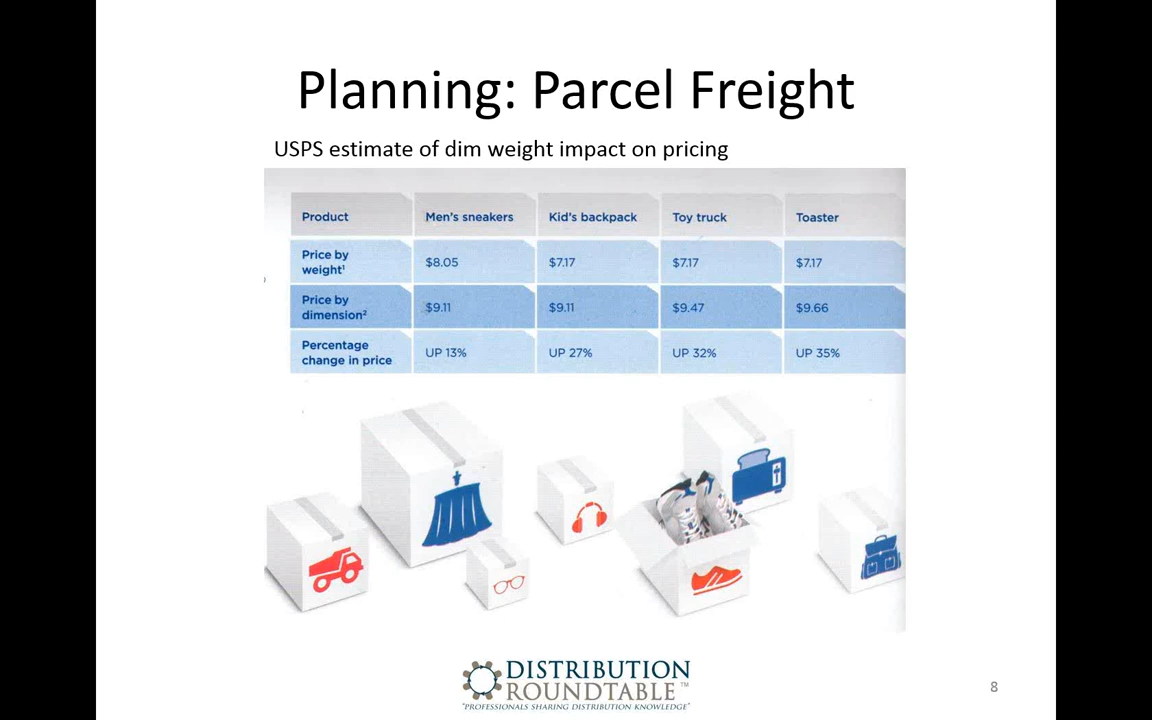 Planning: Parcel Freight
USPS estimate of dim weight impact on pricing
Product Men's sneakers Kid's backpack Toy truck Toaster
Price by
weight¹ $8.05 $7.17 $7.17 $7.17
Price by
dimension² $9.11 $9.11 $9.47 $9.66
Percentage
change in price UP 13% UP 27% UP 32% UP 35%
DISTRIBUTION
ROUNDTABLE™
"PROFESSIONALS SHARING DISTRIBUTION KNOWLEDGE"
8